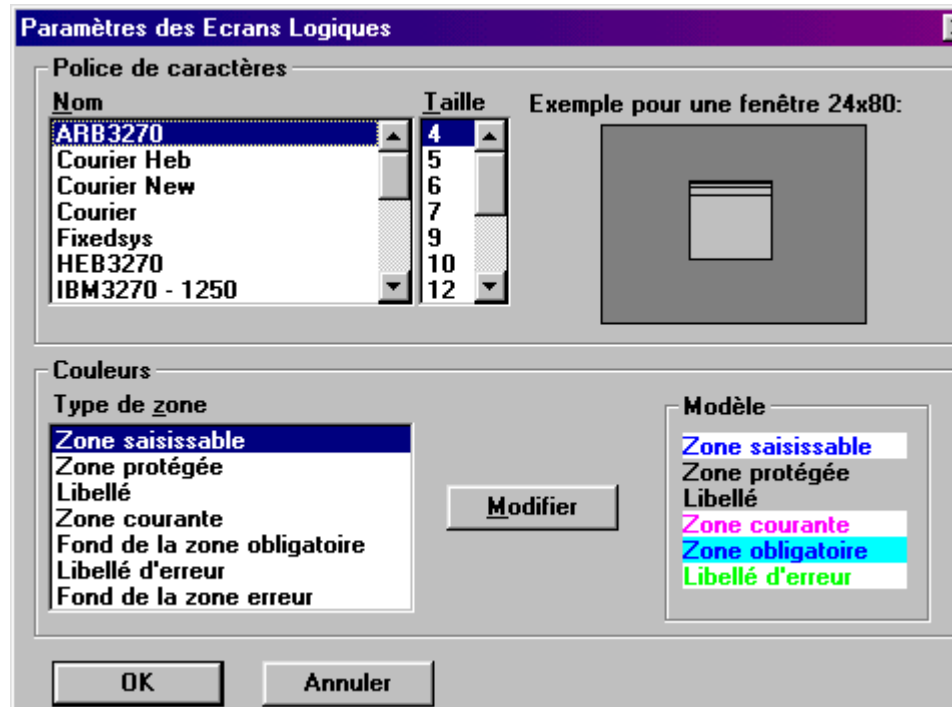 Paramètres des Ecrans Logiques
Police de caractères
Nom
Taille
Exemple pour une fenêtre 24x80:
ARB3270
Courier Heb
Courier New
Courier
Fixedsys
HEB3270
IBM3270 - 1250
4
5
6
7
9
10
12
Couleurs
Type de zone
Zone saisissable
Zone protégée
Libellé
Zone courante
Fond de la zone obligatoire
Libellé d'erreur
Fond de la zone erreur
Modifier
Modèle
Zone saisissable
Zone protégée
Libellé
Zone courante
Zone obligatoire
Libellé d'erreur
OK
Annuler